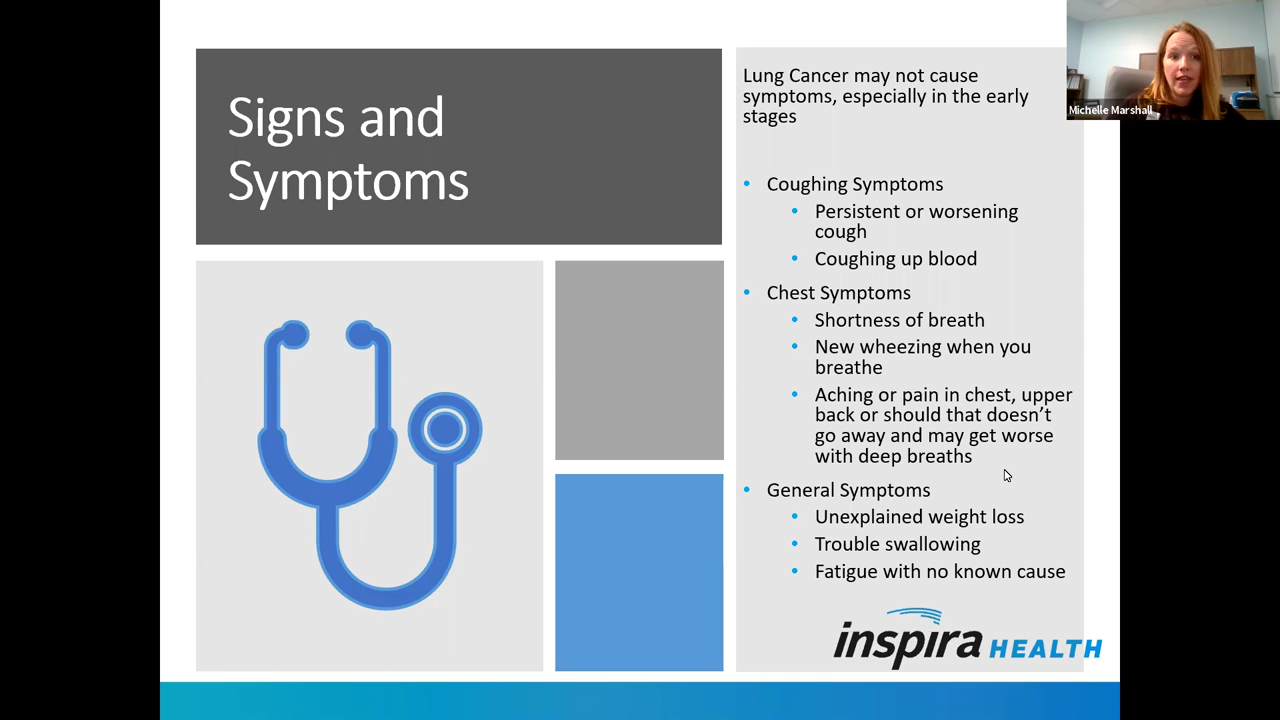 Signs and
Symptoms
Lung Cancer may not cause
symptoms, especially in the early
stages
• Coughing Symptoms
• Persistent or worsening
cough
• Coughing up blood
• Chest Symptoms
• Shortness of breath
• New wheezing when you
breathe
• Aching or pain in chest, upper
back or should that doesn’t
go away and may get worse
with deep breaths
• General Symptoms
• Unexplained weight loss
• Trouble swallowing
• Fatigue with no known cause
inspira HEALTH
Michelle Marshall